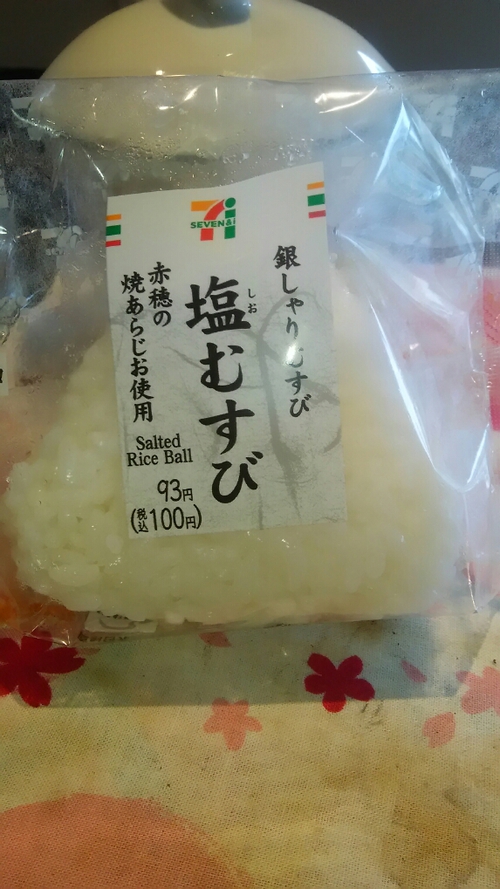 SEVEN&i
銀しゃりむすび
しお
塩むすび
赤穂の
焼あらじお使用
Salted
Rice Ball
93円
(税込100円)